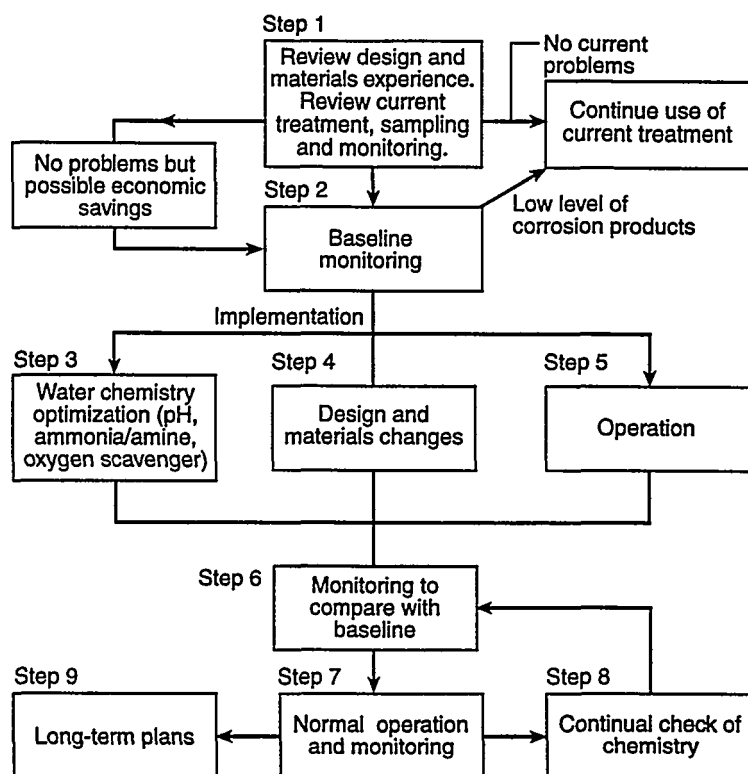 Step 1
Review design and
materials experience.
Review current
treatment, sampling
and monitoring.
No current
problems
Continue use of
current treatment
No problems but
possible economic
savings
Step 2
Baseline
monitoring
Low level of
corrosion products
Implementation
Step 3
Water chemistry
optimization (pH,
ammonia/amine,
oxygen scavenger)
Step 4
Design and
materials changes
Step 5
Operation
Step 6
Monitoring to
compare with
baseline
Step 9
Long-term plans
Step 7
Normal operation
and monitoring
Step 8
Continual check of
chemistry